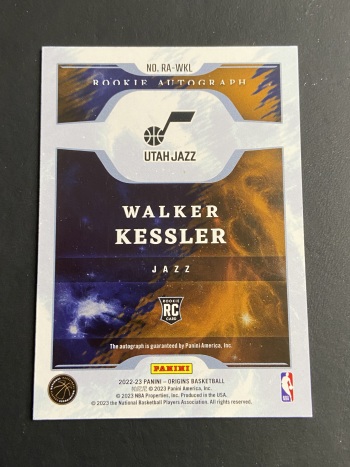 NO. RA-WKL
ROOKIE AUTOGRAPH
UTAH JAZZ
WALKER
KESSLER
JAZZ
ROOKIE
RC
CARD
The autograph is guaranteed by Panini America, Inc.
PANINI
2022-23 PANINI – ORIGINS BASKETBALL
© 2023 Panini America, Inc.
© 2023 NBA Properties, Inc. Produced in the USA.
© 2023 the National Basketball Players Association. All rights reserved.